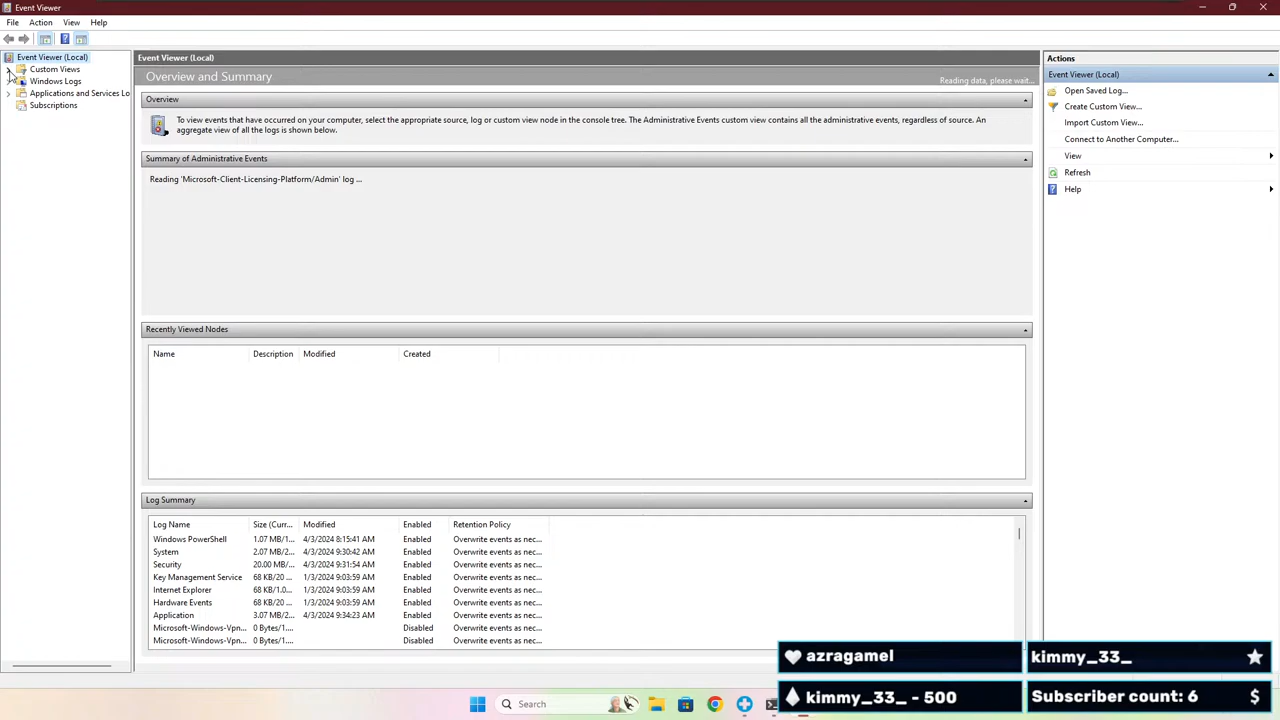 Event Viewer
File Action View Help
Event Viewer (Local)
Custom Views
Windows Logs
Applications and Services Lo
Subscriptions
Event Viewer (Local)
Overview and Summary
Reading data, please wait...
Overview
To view events that have occurred on your computer, select the appropriate source, log or custom view node in the console tree. The Administrative Events custom view contains all the administrative events, regardless of source. An
aggregate view of all the logs is shown below.
Summary of Administrative Events
Reading 'Microsoft-Client-Licensing-Platform/Admin' log ...
Recently Viewed Nodes
Name Description Modified Created
Log Summary
Log Name Size (Curr... Modified Enabled Retention Policy
Windows PowerShell 1.07 MB/1... 4/3/2024 8:15:41 AM Enabled Overwrite events as nec...
System 2.07 MB/2... 4/3/2024 9:30:42 AM Enabled Overwrite events as nec...
Security 20.00 MB/... 4/3/2024 9:31:54 AM Enabled Overwrite events as nec...
Key Management Service 68 KB/20 ... 1/3/2024 9:03:59 AM Enabled Overwrite events as nec...
Internet Explorer 68 KB/1.0... 1/3/2024 9:03:59 AM Enabled Overwrite events as nec...
Hardware Events 68 KB/20 ... 1/3/2024 9:03:59 AM Enabled Overwrite events as nec...
Application 3.07 MB/2... 4/3/2024 9:34:23 AM Enabled Overwrite events as nec...
Microsoft-Windows-Vpn... 0 Bytes/1.... Disabled Overwrite events as nec...
Microsoft-Windows-Vpn... 0 Bytes/1.... Disabled Overwrite events as nec...
Actions
Event Viewer (Local)
Open Saved Log...
Create Custom View...
Import Custom View...
Connect to Another Computer...
View
Refresh
Help
azragamel
kimmy_33_
kimmy_33_ - 500
Subscriber count: 6
$
Search